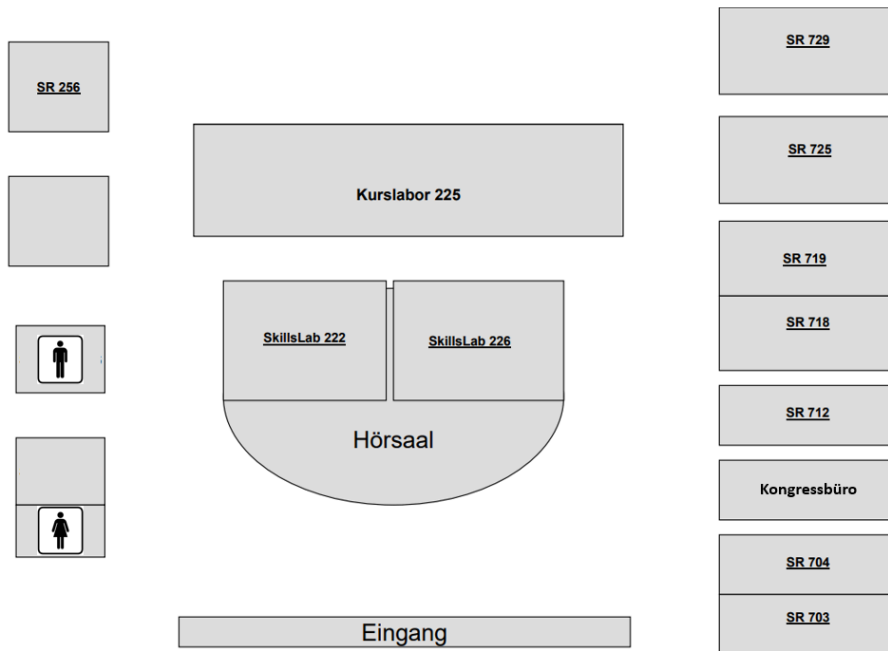 SR 729
SR 256
SR 725
Kurslabor 225
SR 719
SR 718
SkillsLab 222
SkillsLab 226
SR 712
Hörsaal
Kongressbüro
SR 704
SR 703
Eingang